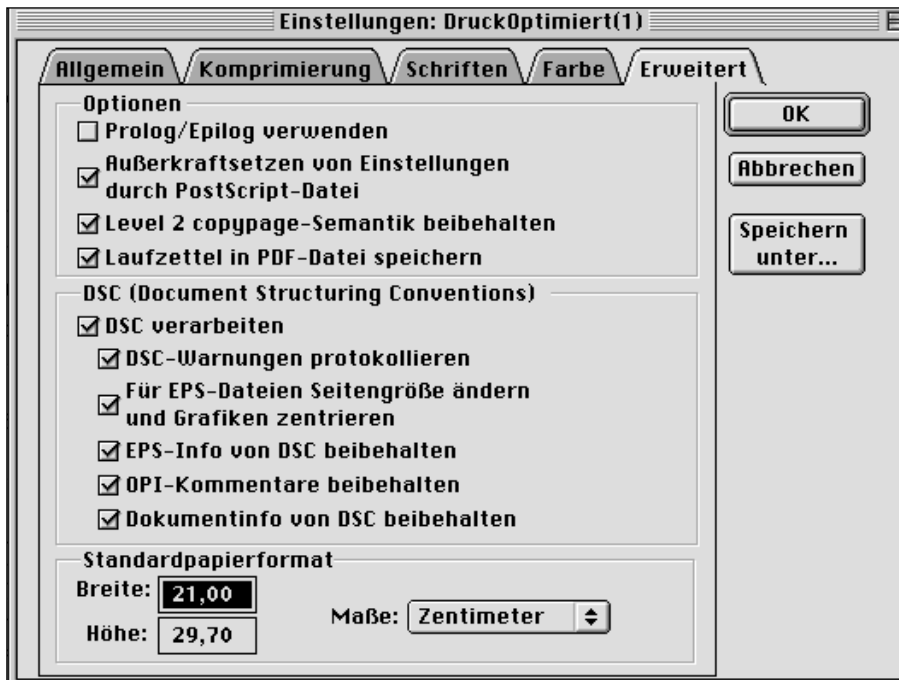 Einstellungen: DruckOptimiert(1)
Allgemein Komprimierung Schriften Farbe Erweitert
Optionen
Prolog/Epilog verwenden
Außerkraftsetzen von Einstellungen
durch PostScript-Datei
Level 2 copypage-Semantik beibehalten
Laufzettel in PDF-Datei speichern
DSC (Document Structuring Conventions)
DSC verarbeiten
DSC-Warnungen protokollieren
Für EPS-Dateien Seitengröße ändern
und Grafiken zentrieren
EPS-Info von DSC beibehalten
OPI-Kommentare beibehalten
Dokumentinfo von DSC beibehalten
Standardpapierformat
Breite: 21,00
Höhe: 29,70
Maße: Zentimeter
OK
Abbrechen
Speichern
unter...